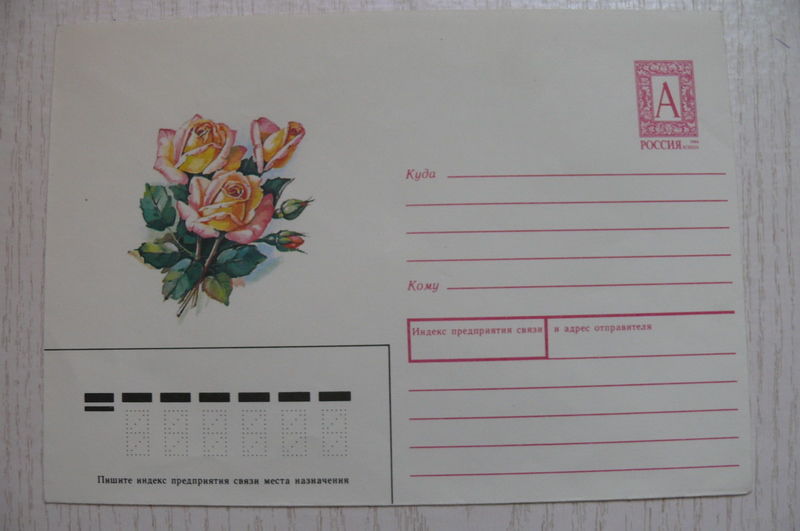 А
РОССИЯ
Куда
Кому
Индекс предприятия связи и адрес отправителя
Пишите индекс предприятия связи места назначения